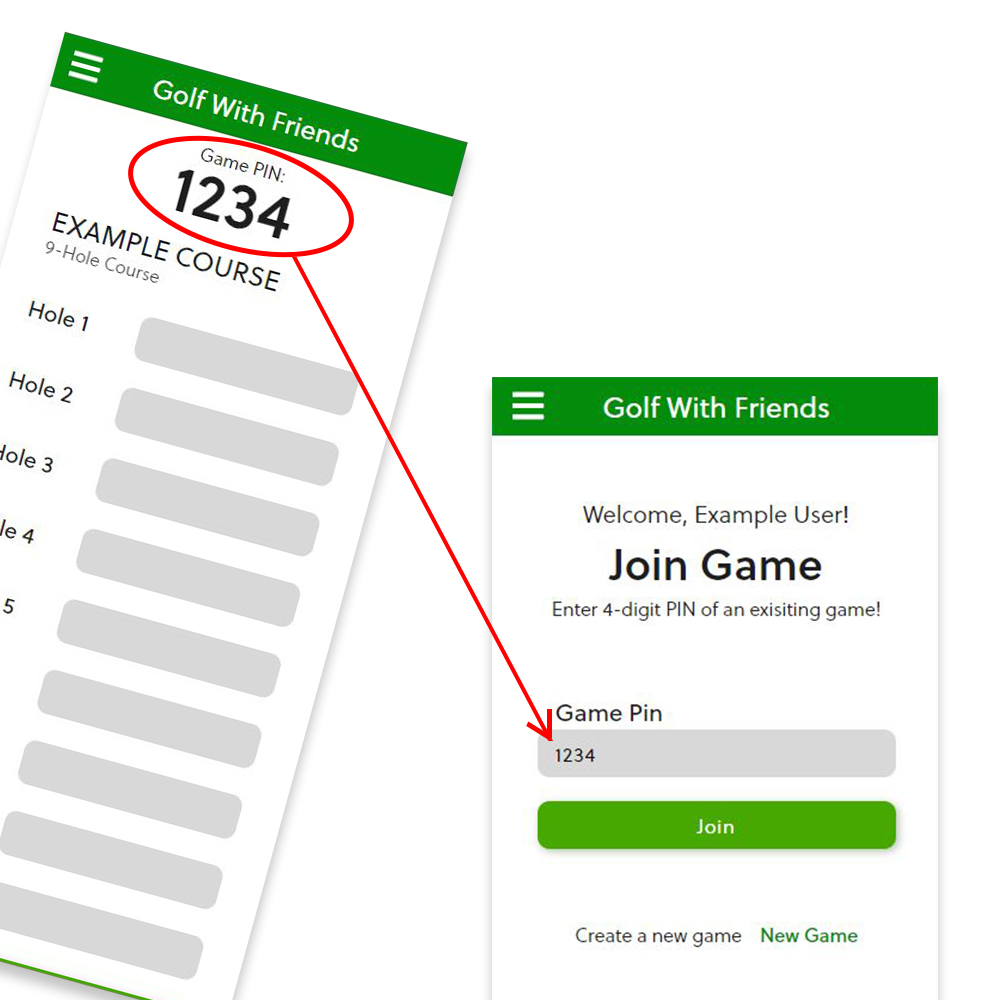 Golf With Friends
Game PIN:
1234
EXAMPLE COURSE
9-Hole Course
Hole 1
Hole 2
Hole 3
le 4
5
Golf With Friends
Welcome, Example User!
Join Game
Enter 4-digit PIN of an exisiting game!
Game Pin
1234
Join
Create a new game New Game